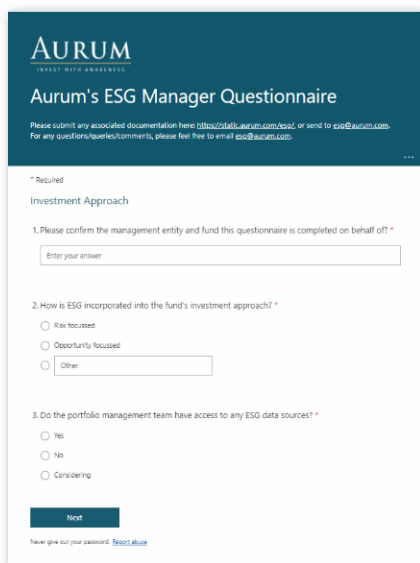 AURUM
INVEST WITH AWARENESS
Aurum's ESG Manager Questionnaire
Please submit any associated documentation here: https://static.aurum.com/esg/, or send to esg@aurum.com.
For any questions/queries/comments, please feel free to email esg@aurum.com.
...
* Required
Investment Approach
1. Please confirm the management entity and fund this questionnaire is completed on behalf of? *
Enter your answer
2. How is ESG incorporated into the fund's investment approach? *
Risk focussed
Opportunity focussed
Other
3. Do the portfolio management team have access to any ESG data sources? *
Yes
No
Considering
Next
Never give out your password. Report abuse